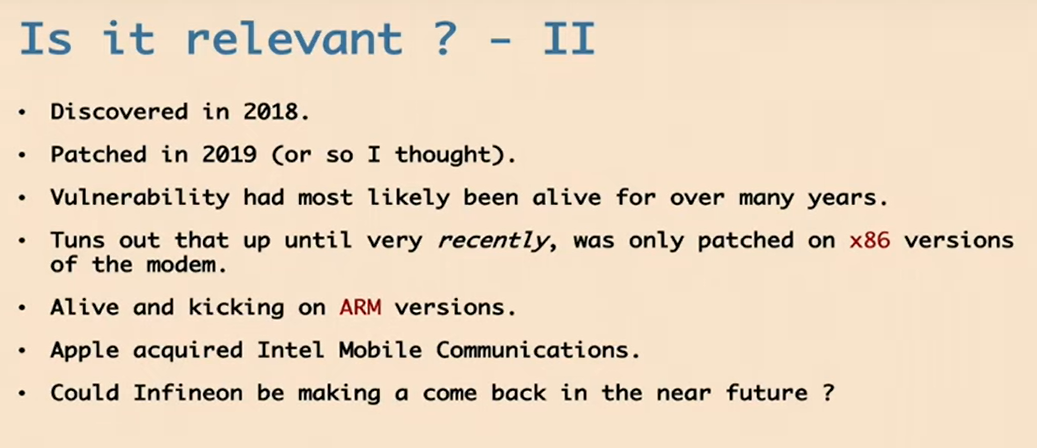 Is it relevant ? – II
• Discovered in 2018.
• Patched in 2019 (or so I thought).
• Vulnerability had most likely been alive for over many years.
• Tuns out that up until very recently, was only patched on x86 versions
of the modem.
• Alive and kicking on ARM versions.
• Apple acquired Intel Mobile Communications.
• Could Infineon be making a come back in the near future ?